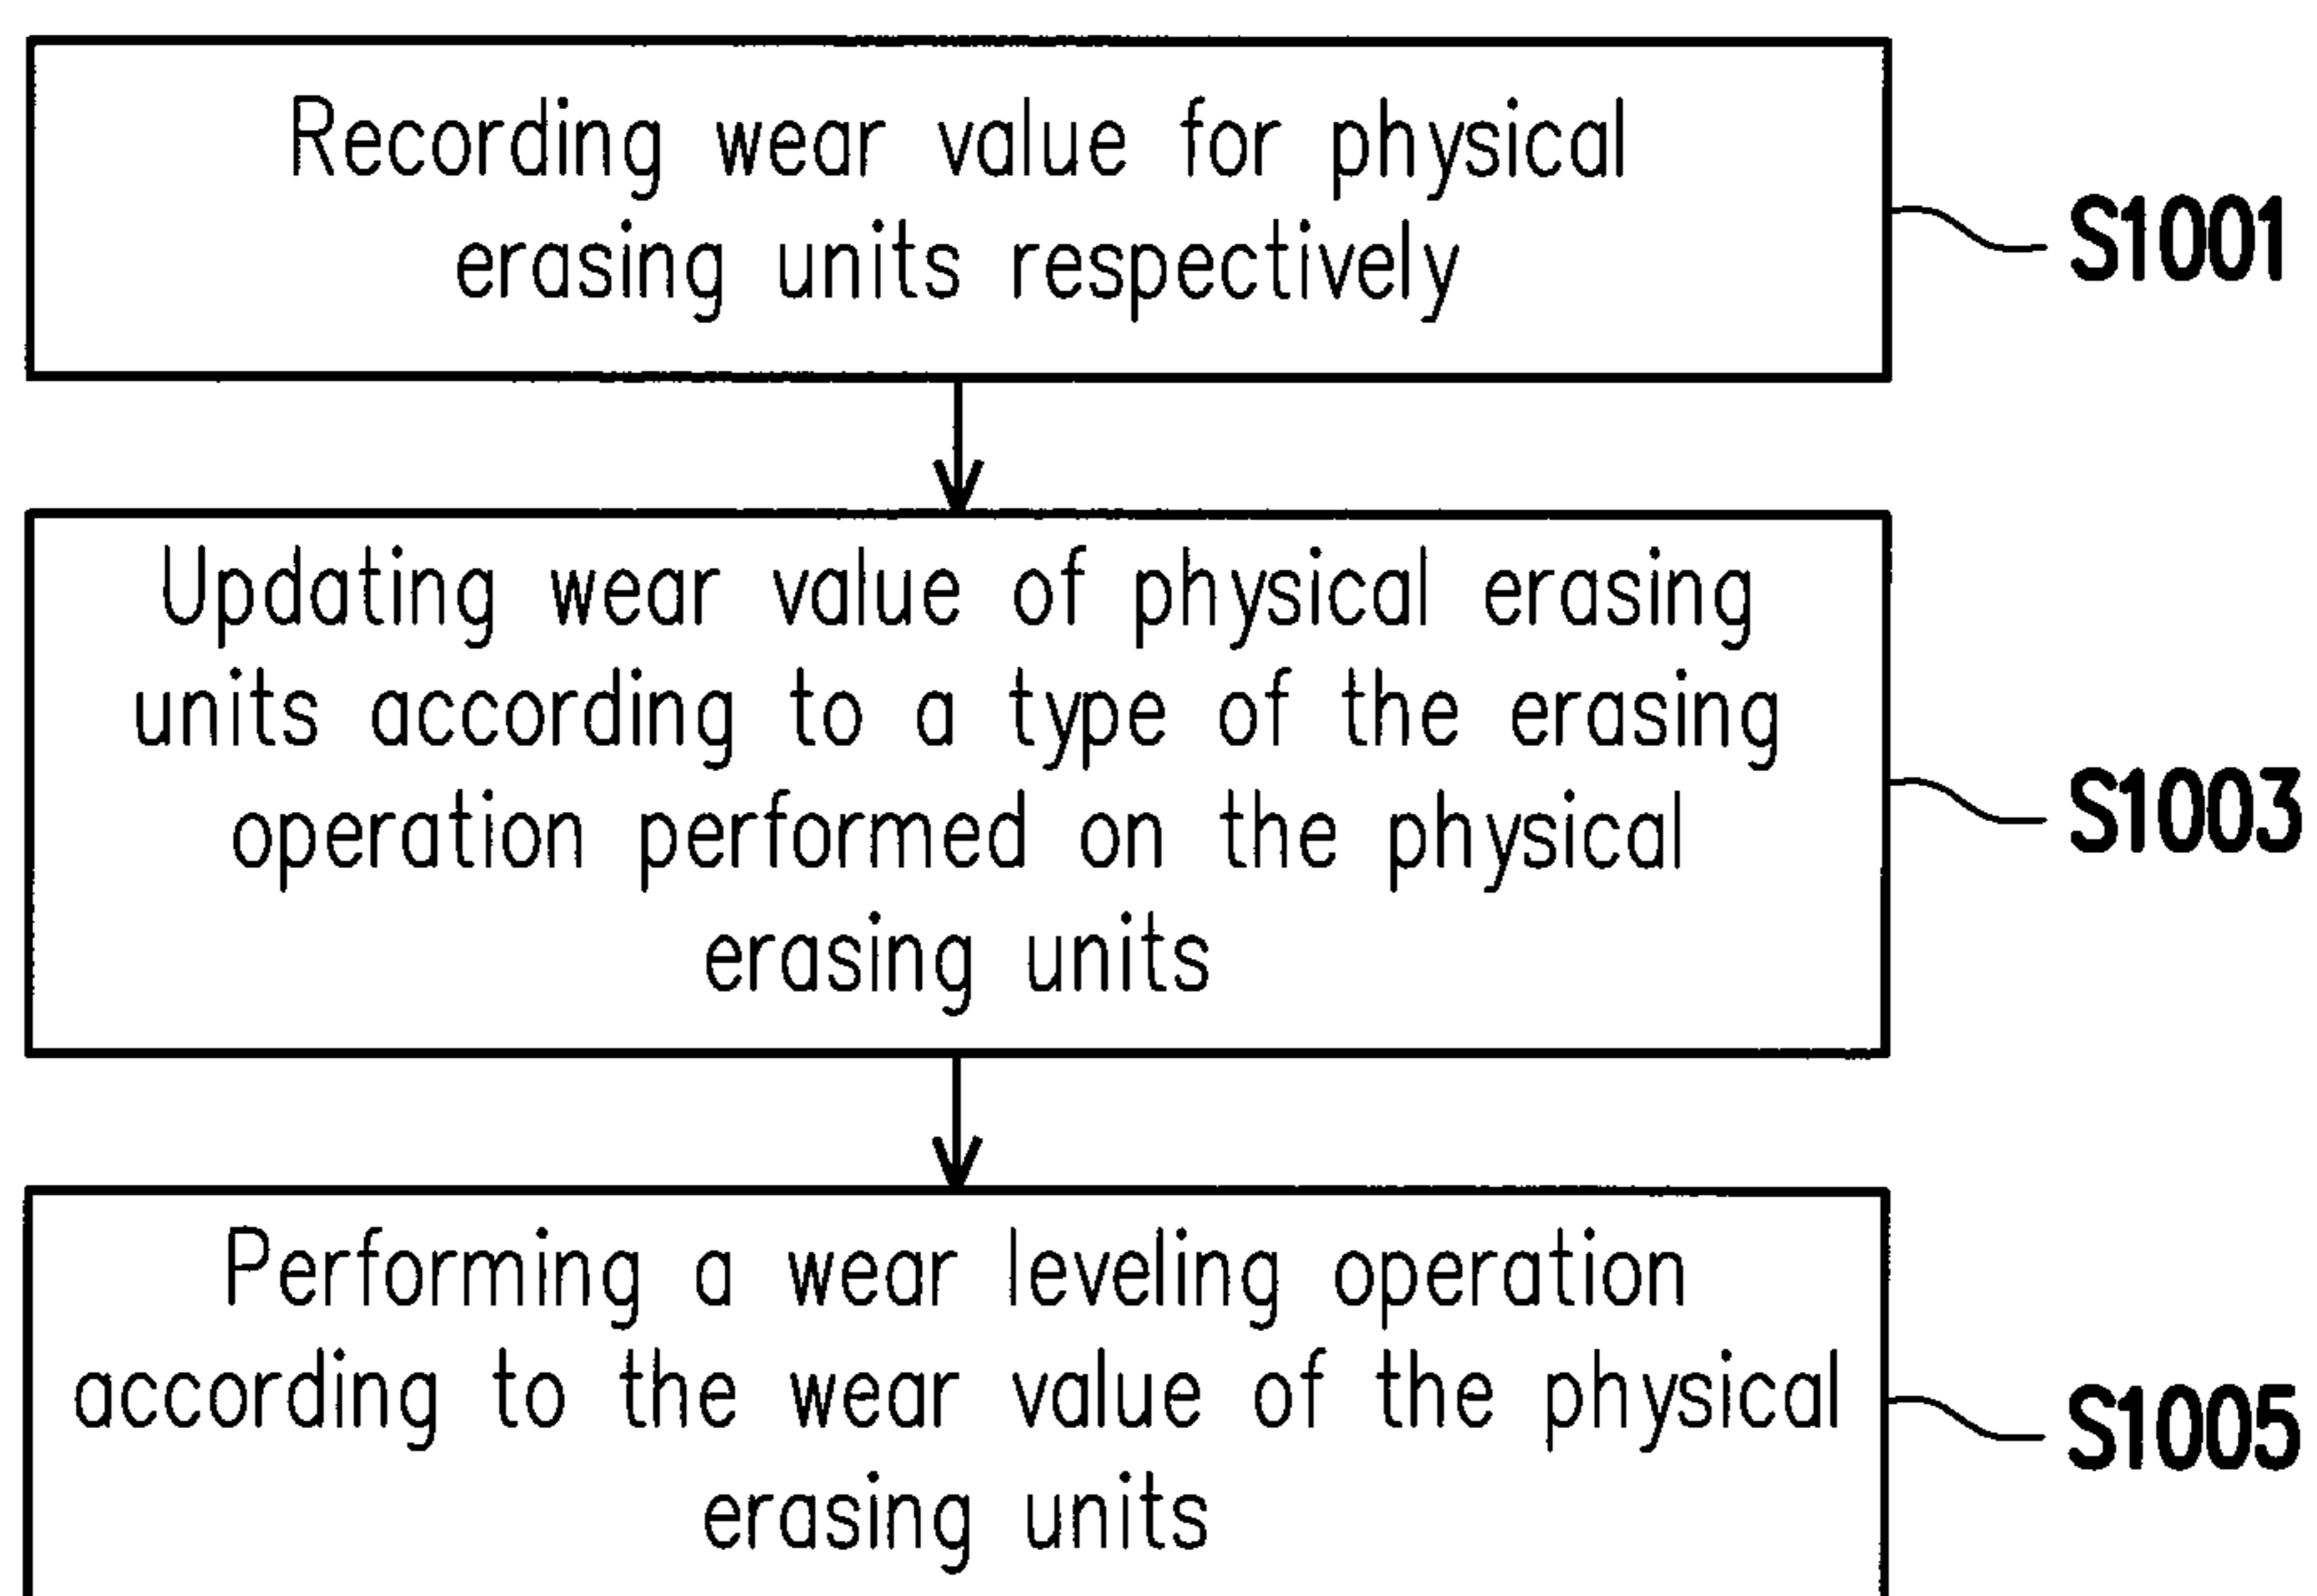 Recording wear value for physical
erasing units respectively
S1001
Updating wear value of physical erasing
units according to a type of the erasing
operation performed on the physical
erasing units
S1003
Performing a wear leveling operation
according to the wear value of the physical
erasing units
S1005